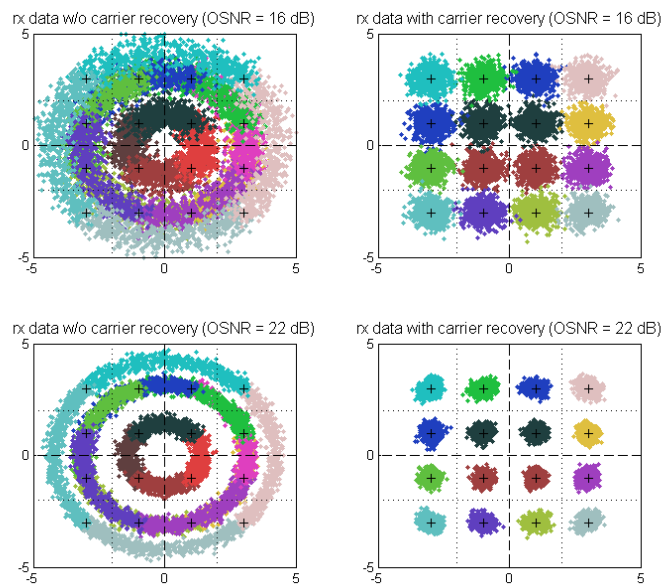 rx data w/o carrier recovery (OSNR = 16 dB)
rx data with carrier recovery (OSNR = 16 dB)
5
5
0
0
-5
-5
-5 0 5
-5 0 5
rx data w/o carrier recovery (OSNR = 22 dB)
rx data with carrier recovery (OSNR = 22 dB)
5
5
0
0
-5
-5
-5 0 5
-5 0 5